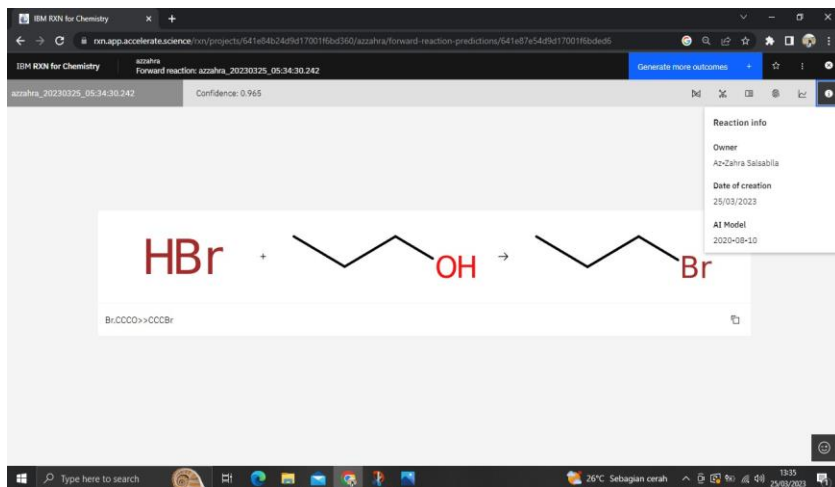 IBM RXN for Chemistry
rxn.app.accelerate.science/rxn/projects/641e84b24d9d17001f6bd360/azzahra/forward-reaction-predictions/641e87e54d9d17001f6bded6
IBM RXN for Chemistry
azzahra
Forward reaction: azzahra_20230325_05:34:30.242
Generate more outcomes +
azzahra_20230325_05:34:30.242
Confidence: 0.965
Reaction info
Owner
Az-Zahra Salsabila
Date of creation
25/03/2023
AI Model
2020-08-10
HBr + OH → Br
Br.CCCO>>CCCBr
Type here to search
26°C Sebagian cerah
13:35
25/03/2023